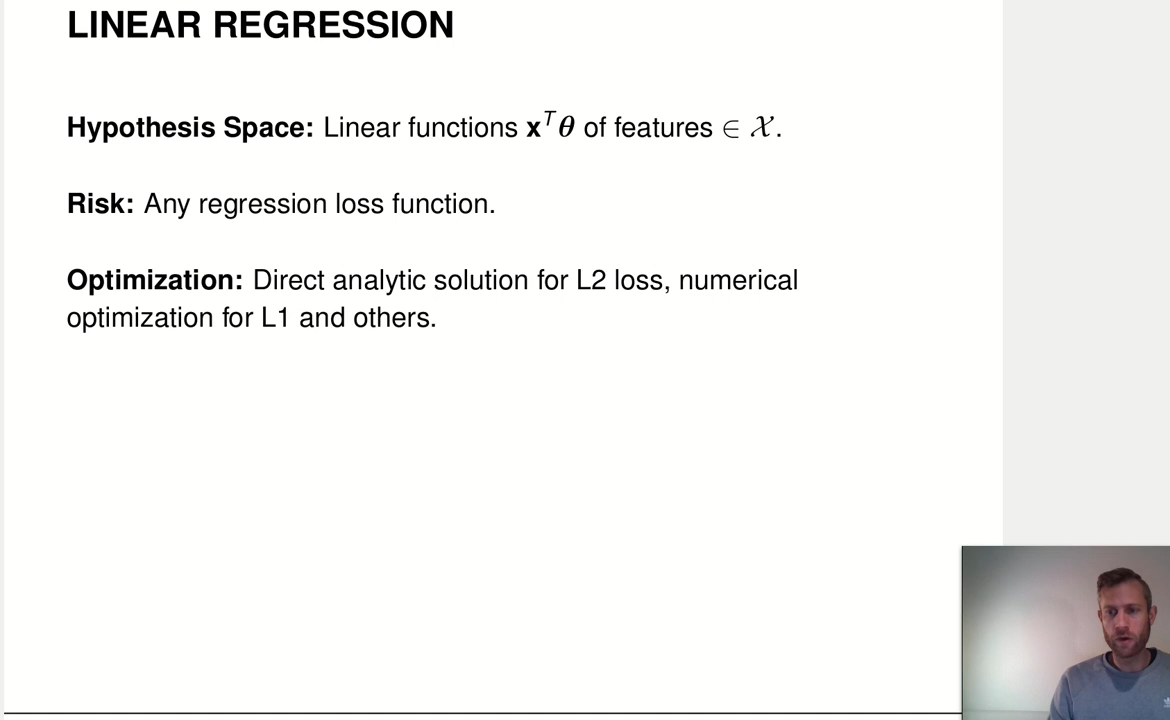 LINEAR REGRESSION
Hypothesis Space: Linear functions 𝐱ᵀ𝜽 of features ∈ 𝒳.
Risk: Any regression loss function.
Optimization: Direct analytic solution for L2 loss, numerical
optimization for L1 and others.